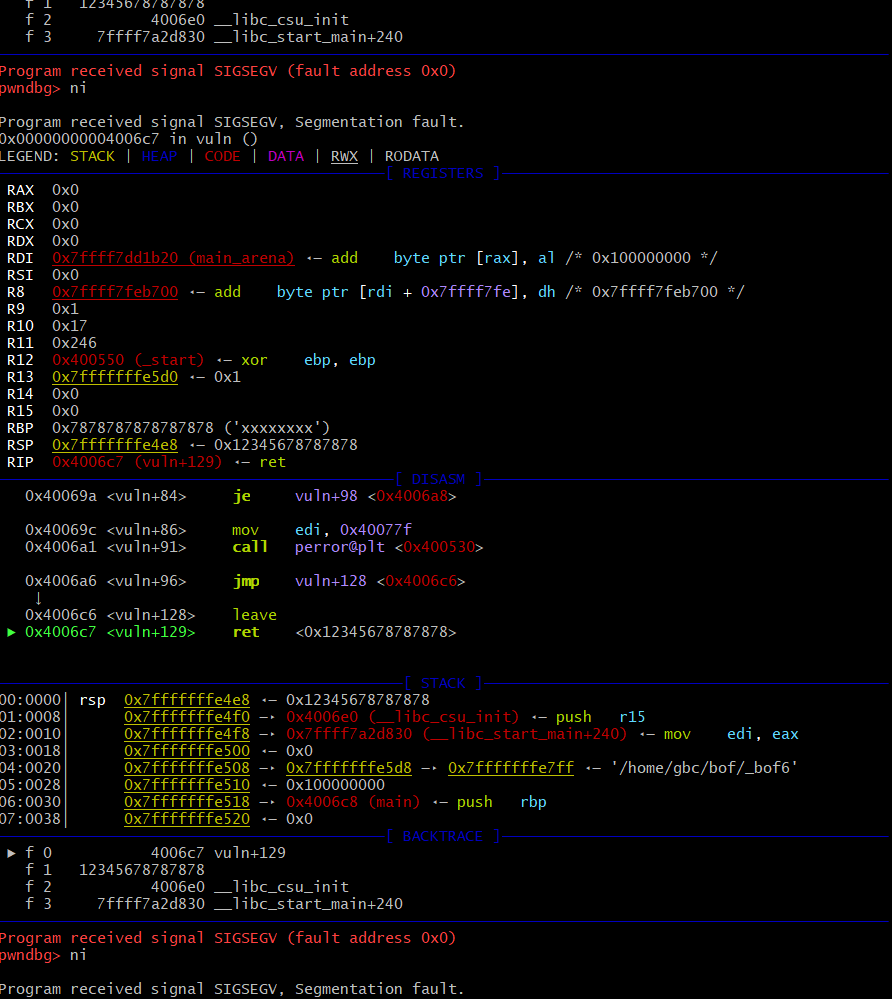 f 1 12345678787878
f 2 4006e0 __libc_csu_init
f 3 7ffff7a2d830 __libc_start_main+240
Program received signal SIGSEGV (fault address 0x0)
pwndbg> ni
Program received signal SIGSEGV, Segmentation fault.
0x00000000004006c7 in vuln ()
LEGEND: STACK | HEAP | CODE | DATA | RWX | RODATA
[ REGISTERS ]
RAX 0x0
RBX 0x0
RCX 0x0
RDX 0x0
RDI 0x7ffff7dd1b20 (main_arena) ◂— add byte ptr [rax], al /* 0x100000000 */
RSI 0x0
R8 0x7ffff7feb700 ◂— add byte ptr [rdi + 0x7ffff7fe], dh /* 0x7ffff7feb700 */
R9 0x1
R10 0x17
R11 0x246
R12 0x400550 (_start) ◂— xor ebp, ebp
R13 0x7fffffffe5d0 ◂— 0x1
R14 0x0
R15 0x0
RBP 0x7878787878787878 ('xxxxxxxx')
RSP 0x7fffffffe4e8 ◂— 0x12345678787878
RIP 0x4006c7 (vuln+129) ◂— ret
[ DISASM ]
0x40069a <vuln+84> je vuln+98 <0x4006a8>
0x40069c <vuln+86> mov edi, 0x40077f
0x4006a1 <vuln+91> call perror@plt <0x400530>
0x4006a6 <vuln+96> jmp vuln+128 <0x4006c6>
↓
0x4006c6 <vuln+128> leave
► 0x4006c7 <vuln+129> ret <0x12345678787878>
[ STACK ]
00:0000│ rsp 0x7fffffffe4e8 ◂— 0x12345678787878
01:0008│ 0x7fffffffe4f0 —▸ 0x4006e0 (__libc_csu_init) ◂— push r15
02:0010│ 0x7fffffffe4f8 —▸ 0x7ffff7a2d830 (__libc_start_main+240) ◂— mov edi, eax
03:0018│ 0x7fffffffe500 ◂— 0x0
04:0020│ 0x7fffffffe508 —▸ 0x7fffffffe5d8 —▸ 0x7fffffffe7ff ◂— '/home/gbc/bof/_bof6'
05:0028│ 0x7fffffffe510 ◂— 0x100000000
06:0030│ 0x7fffffffe518 —▸ 0x4006c8 (main) ◂— push rbp
07:0038│ 0x7fffffffe520 ◂— 0x0
[ BACKTRACE ]
► f 0 4006c7 vuln+129
f 1 12345678787878
f 2 4006e0 __libc_csu_init
f 3 7ffff7a2d830 __libc_start_main+240
Program received signal SIGSEGV (fault address 0x0)
pwndbg> ni
Program received signal SIGSEGV, Segmentation fault.